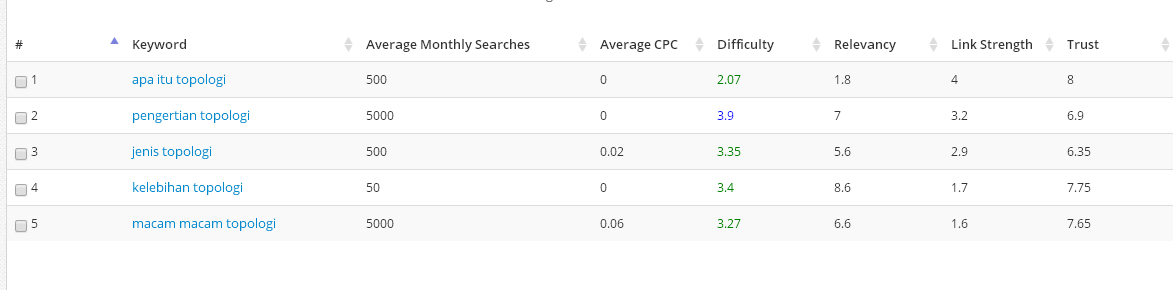 # Keyword Average Monthly Searches Average CPC Difficulty Relevancy Link Strength Trust
1 apa itu topologi 500 0 2.07 1.8 4 8
2 pengertian topologi 5000 0 3.9 7 3.2 6.9
3 jenis topologi 500 0.02 3.35 5.6 2.9 6.35
4 kelebihan topologi 50 0 3.4 8.6 1.7 7.75
5 macam macam topologi 5000 0.06 3.27 6.6 1.6 7.65